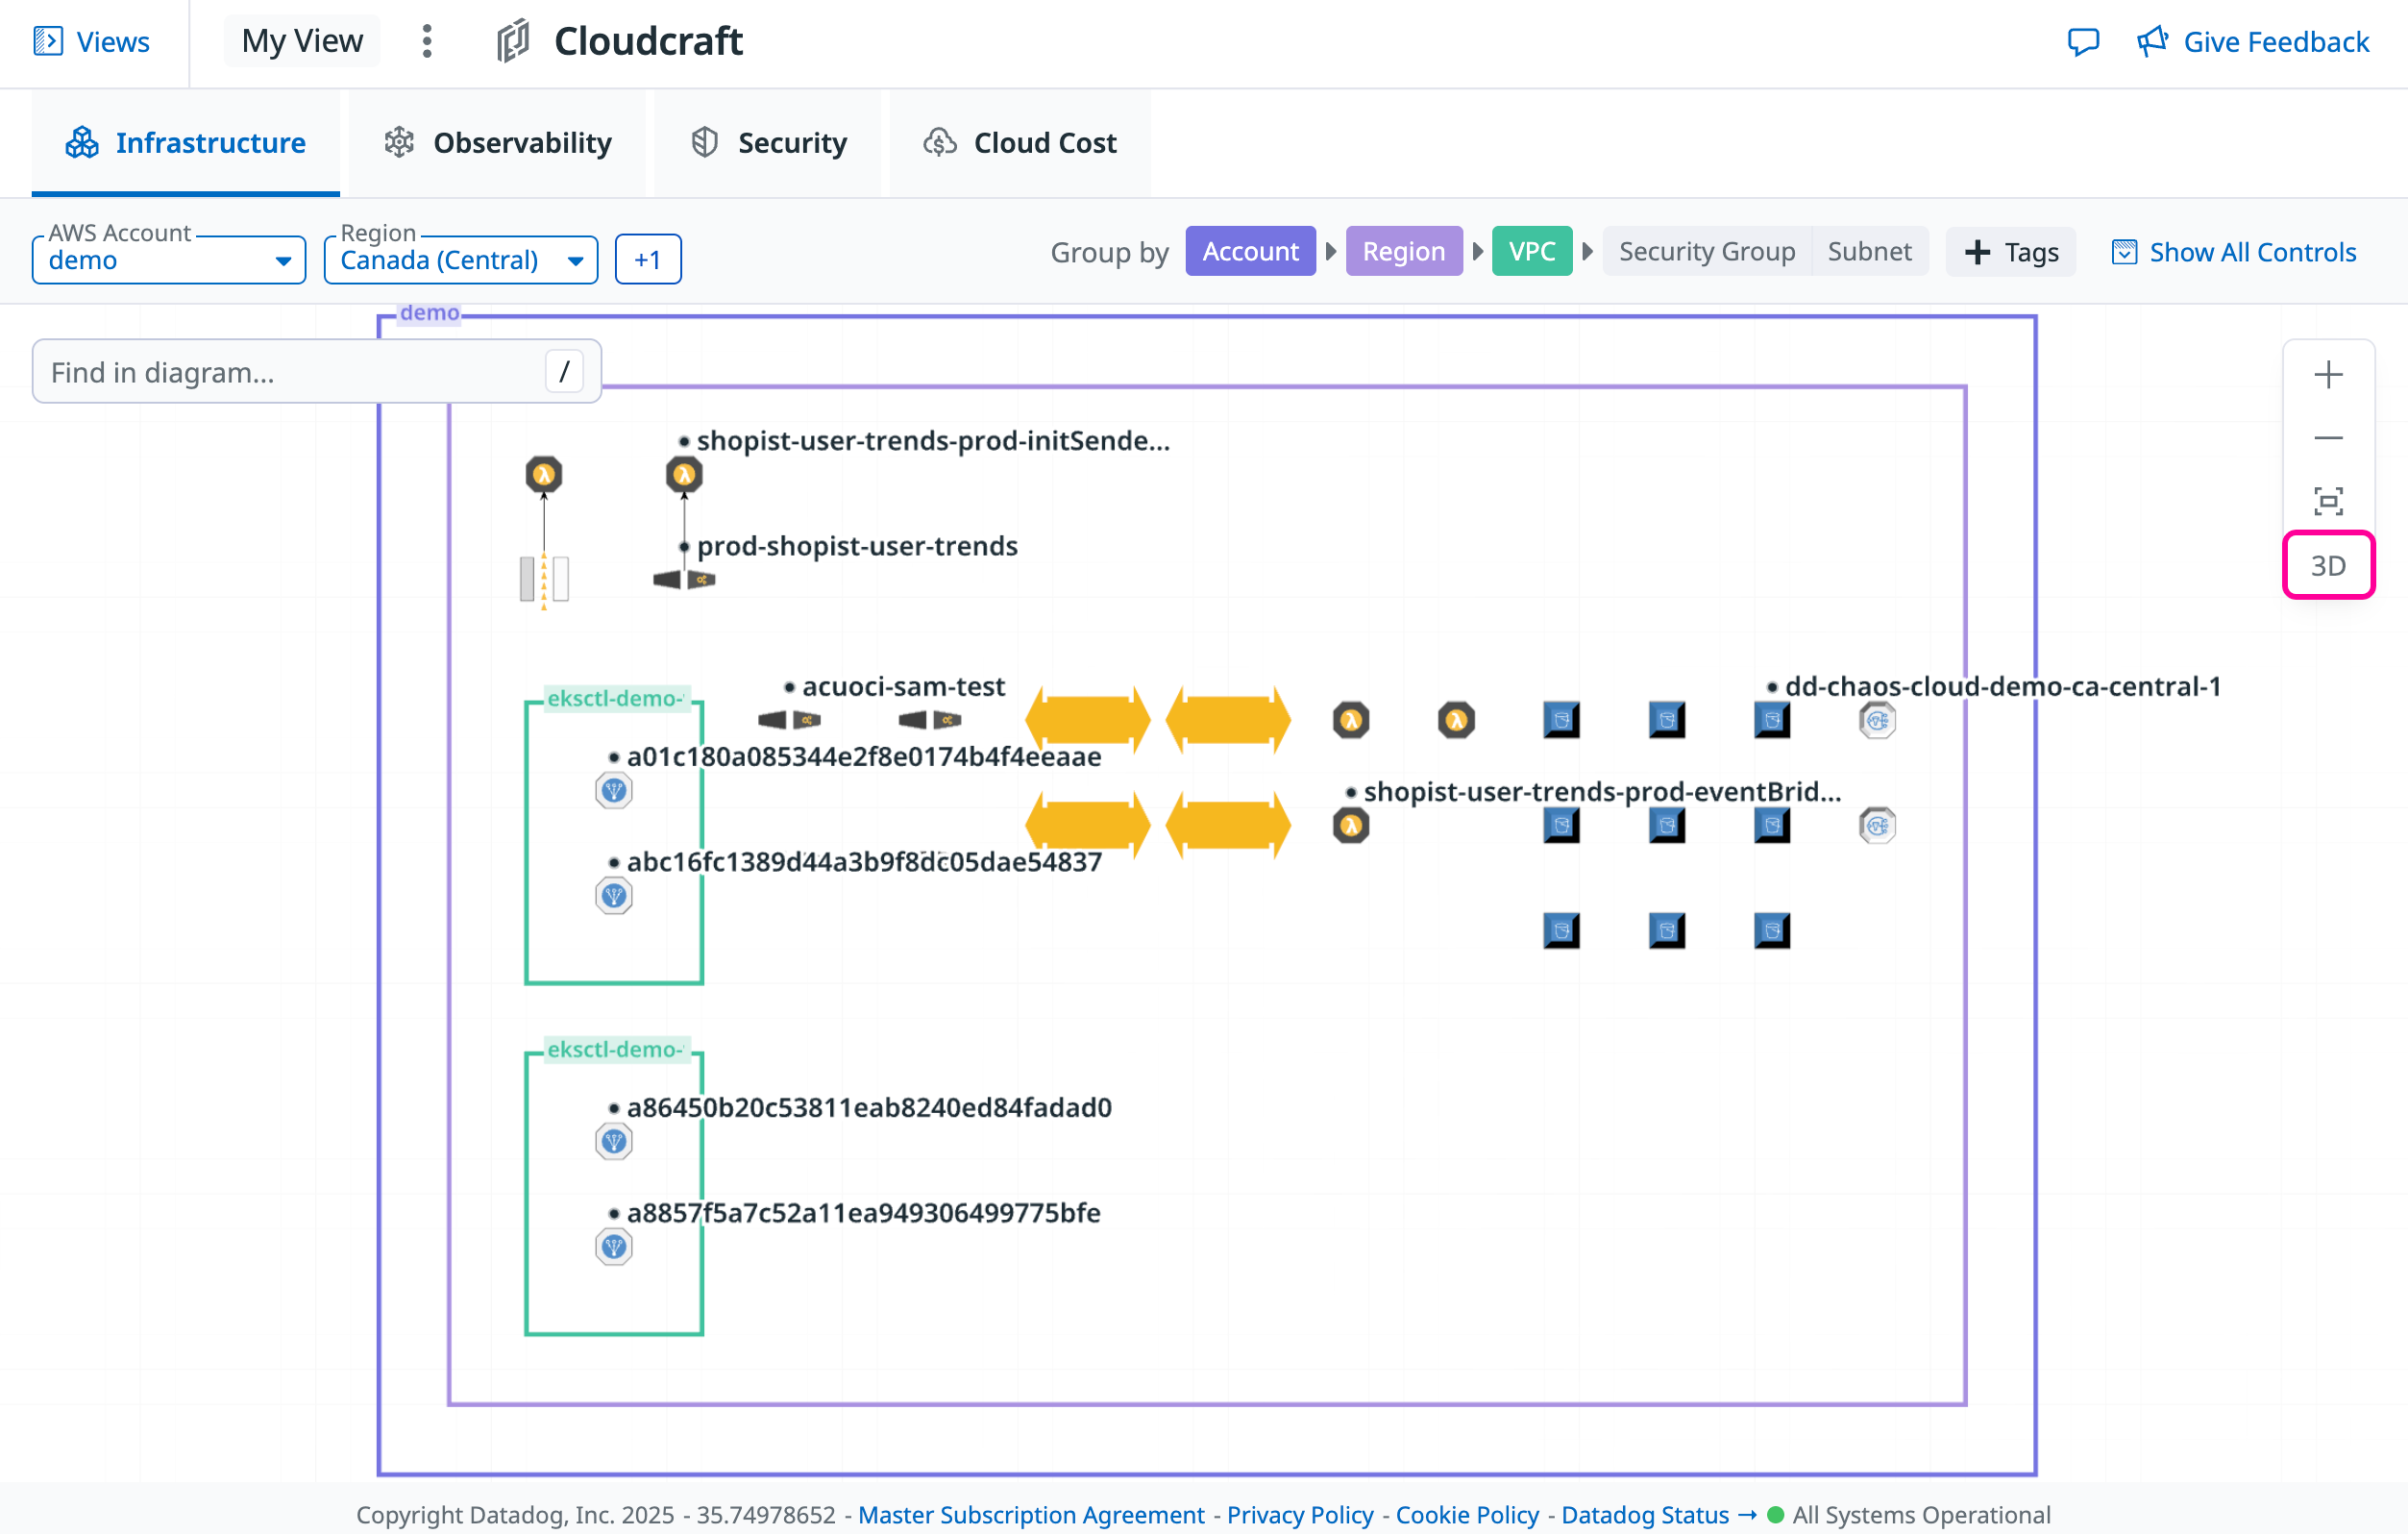 Views
My View
Cloudcraft
Give Feedback
Infrastructure
Observability
Security
Cloud Cost
AWS Account
demo
Region
Canada (Central)
+1
Group by
Account
Region
VPC
Security Group
Subnet
+ Tags
Show All Controls
demo
Find in diagram...
/
3D
shopist-user-trends-prod-initSende...
prod-shopist-user-trends
eksctl-demo-
acuoci-sam-test
dd-chaos-cloud-demo-ca-central-1
a01c180a085344e2f8e0174b4f4eeaae
shopist-user-trends-prod-eventBrid...
abc16fc1389d44a3b9f8dc05dae54837
eksctl-demo-
a86450b20c53811eab8240ed84fadad0
a8857f5a7c52a11ea949306499775bfe
Copyright Datadog, Inc. 2025 - 35.74978652 - Master Subscription Agreement - Privacy Policy - Cookie Policy - Datadog Status → All Systems Operational